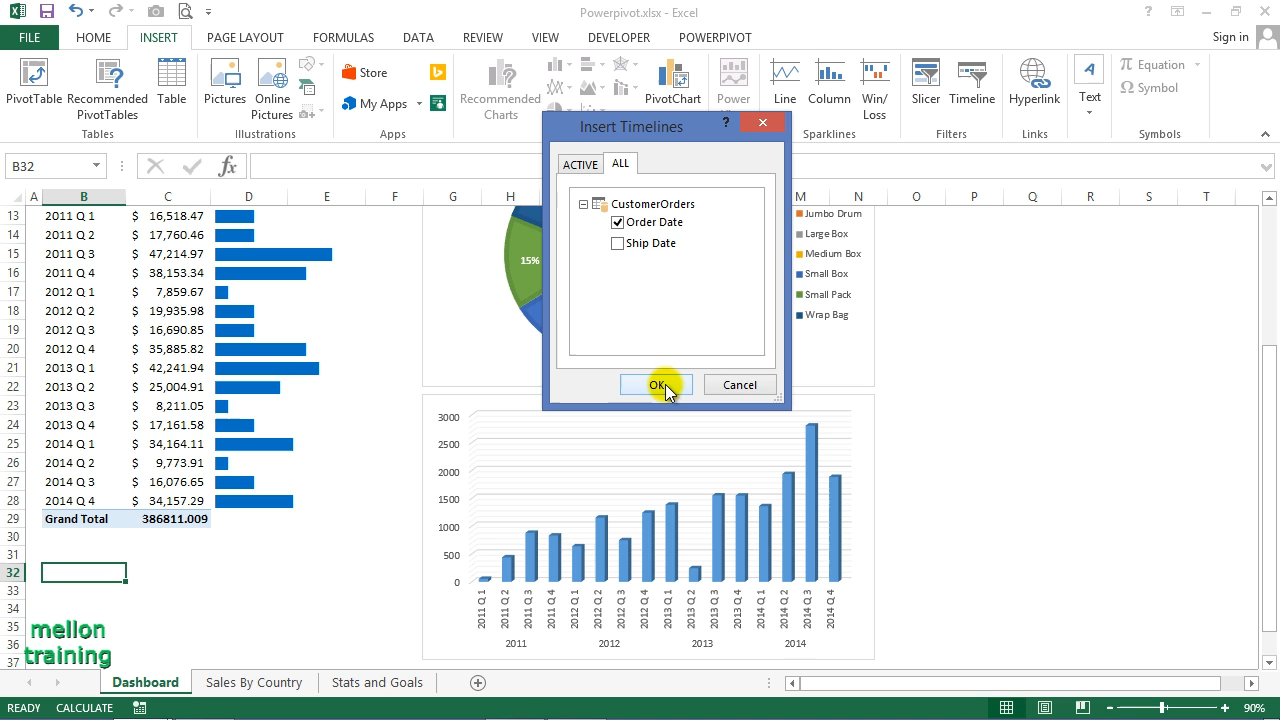 Powerpivot.xlsx - Excel
FILE HOME INSERT PAGE LAYOUT FORMULAS DATA REVIEW VIEW DEVELOPER POWERPIVOT Sign in
PivotTable Recommended PivotTables Table
Tables
Pictures Online Pictures
Illustrations
Store
My Apps
Apps
Recommended Charts
PivotChart
Power
Line Column Win/Loss
Sparklines
Slicer Timeline
Filters
Hyperlink
Links
Text
Equation
Symbol
Symbols
Insert Timelines
ACTIVE ALL
CustomerOrders
Order Date
Ship Date
OK Cancel
B32 fx
A B C D E F G H M N O P Q R S T
13 2011 Q 1 $ 16,518.47
14 2011 Q 2 $ 17,760.46
15 2011 Q 3 $ 47,214.97
16 2011 Q 4 $ 38,153.34
17 2012 Q 1 $ 7,859.67
18 2012 Q 2 $ 19,935.98
19 2012 Q 3 $ 16,690.85
20 2012 Q 4 $ 35,885.82
21 2013 Q 1 $ 42,241.94
22 2013 Q 2 $ 25,004.91
23 2013 Q 3 $ 8,211.05
24 2013 Q 4 $ 17,161.58
25 2014 Q 1 $ 34,164.11
26 2014 Q 2 $ 9,773.91
27 2014 Q 3 $ 16,076.65
28 2014 Q 4 $ 34,157.29
29 Grand Total 386811.009
30
31
32
33
34
35
36
37
15%
Jumbo Drum
Large Box
Medium Box
Small Box
Small Pack
Wrap Bag
3000
2500
2000
1500
1000
500
0
2011 Q 1 2011 Q 2 2011 Q 3 2011 Q 4 2012 Q 1 2012 Q 2 2012 Q 3 2012 Q 4 2013 Q 1 2013 Q 2 2013 Q 3 2013 Q 4 2014 Q 1 2014 Q 2 2014 Q 3 2014 Q 4
2011 2012 2013 2014
mellon
training
Dashboard Sales By Country Stats and Goals
READY CALCULATE 90%